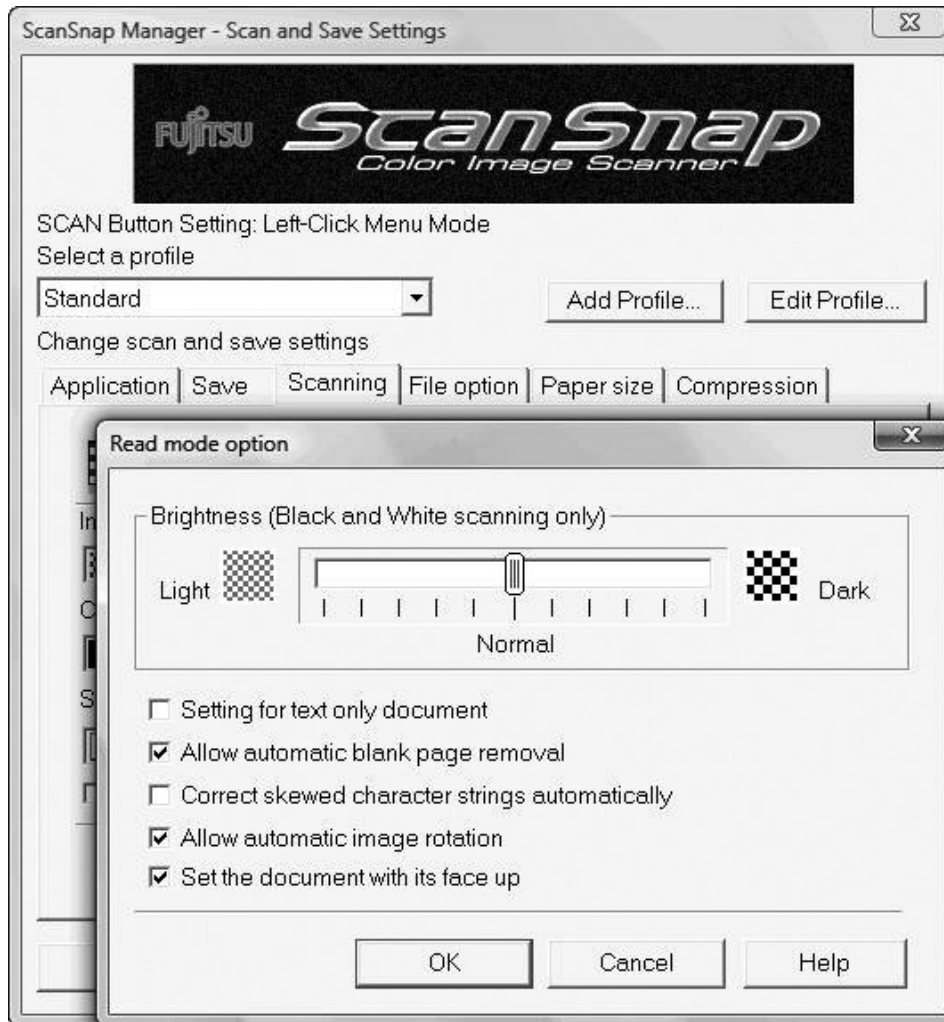 ScanSnap Manager - Scan and Save Settings
FUJITSU ScanSnap
Color Image Scanner
SCAN Button Setting: Left-Click Menu Mode
Select a profile
Standard
Add Profile... Edit Profile...
Change scan and save settings
Application Save Scanning File option Paper size Compression
Read mode option
In
Brightness (Black and White scanning only)
Light Dark
C
Normal
S
Setting for text only document
Allow automatic blank page removal
Correct skewed character strings automatically
Allow automatic image rotation
Set the document with its face up
OK Cancel Help